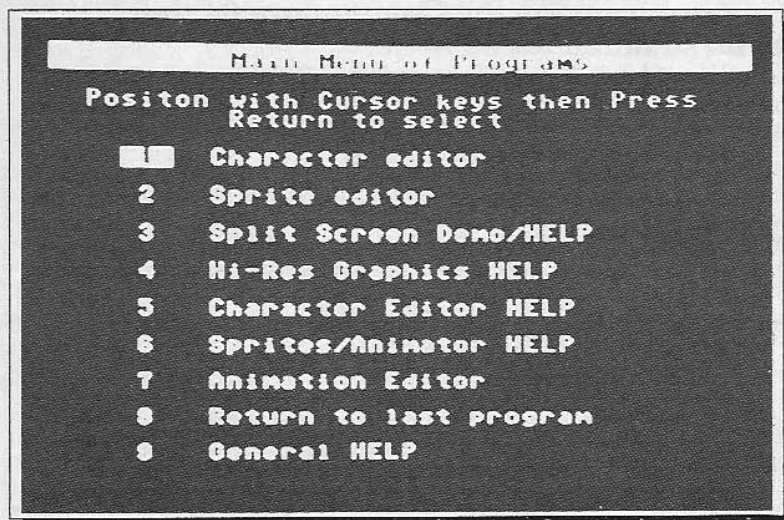 Main Menu of Programs
Positon with Cursor keys then Press
Return to select
1 Character editor
2 Sprite editor
3 Split Screen Demo/HELP
4 Hi-Res Graphics HELP
5 Character Editor HELP
6 Sprites/Animator HELP
7 Animation Editor
8 Return to last program
9 General HELP